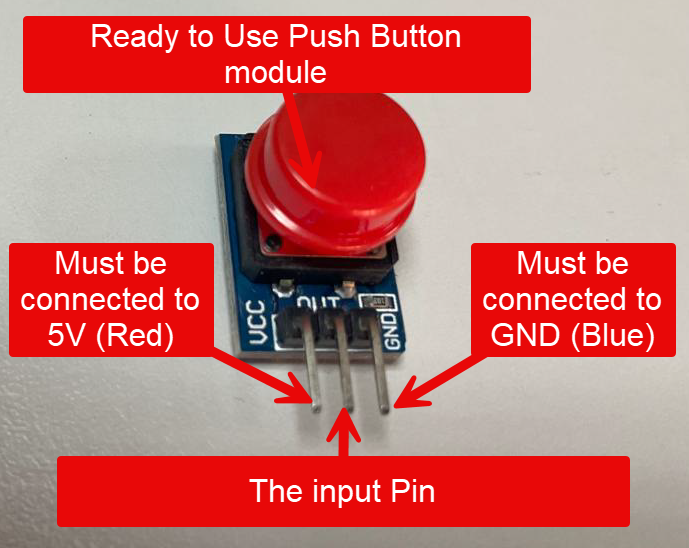 Ready to Use Push Button
module
Must be
connected to
5V (Red)
Must be
connected to
GND (Blue)
VCC
OUT
GND
The input Pin